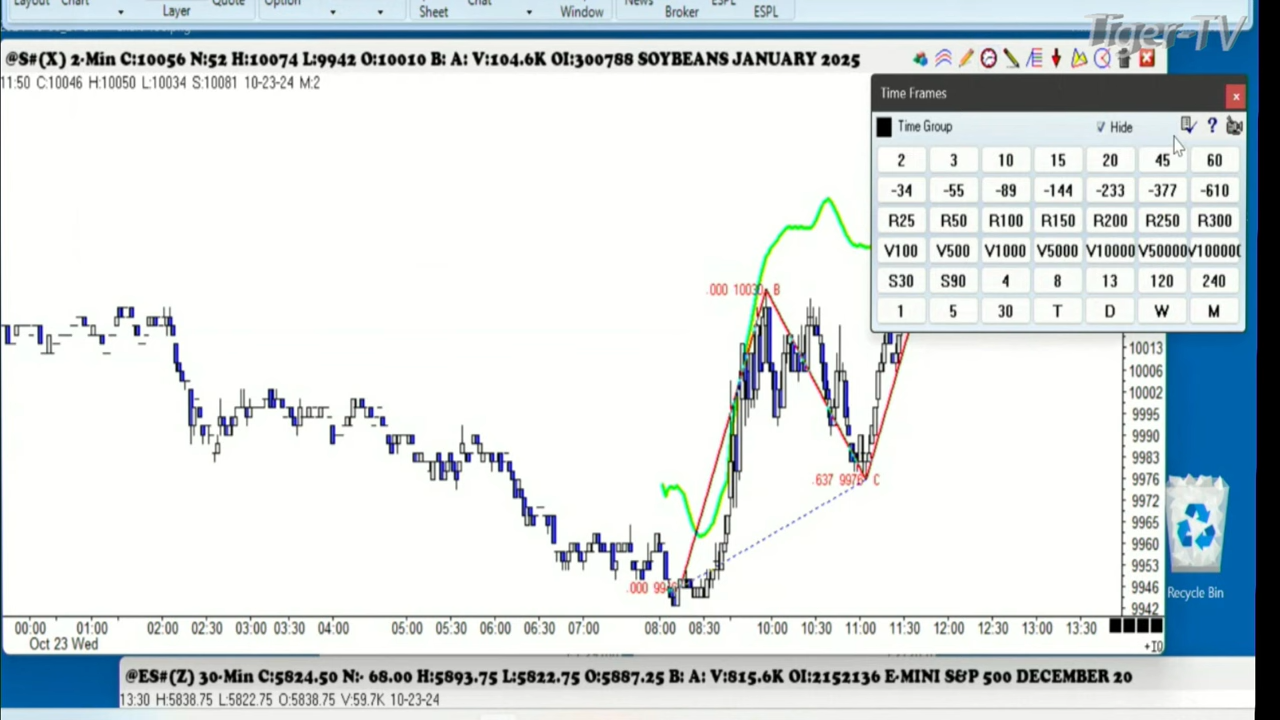 Layout Chart Layer Quote Option Sheet Chat Window News Broker ESPL ESPL
Tiger-TV
@S#(X) 2-Min C:10056 N:52 H:10074 L:9942 O:10010 B: A: V:104.6K OI:300788 SOYBEANS JANUARY 2025
11:50 C:10046 H:10050 L:10034 S:10081 10-23-24 M:2
Time Frames
Time Group Hide ?
2 3 10 15 20 45 60
-34 -55 -89 -144 -233 -377 -610
R25 R50 R100 R150 R200 R250 R300
V100 V500 V1000 V5000 V10000 V50000 V10000
S30 S90 4 8 13 120 240
1 5 30 T D W M
.000 10030 B
10013
10006
10002
9995
9990
9983
.637 9976 C
9976
9972
9965
9960
9953
.000
9946
9942
Recycle Bin
00:00 01:00 02:00 02:30 03:00 03:30 04:00 05:00 05:30 06:00 06:30 07:00 08:00 08:30 10:00 10:30 11:00 11:30 12:00 12:30 13:00 13:30
Oct 23 Wed
+10
@ES#(Z) 30-Min C:5824.50 N:- 68.00 H:5893.75 L:5822.75 O:5887.25 B: A: V:815.6K OI:2152136 E-MINI S&P 500 DECEMBER 20
13:30 H:5838.75 L:5822.75 O:5838.75 V:59.7K 10-23-24